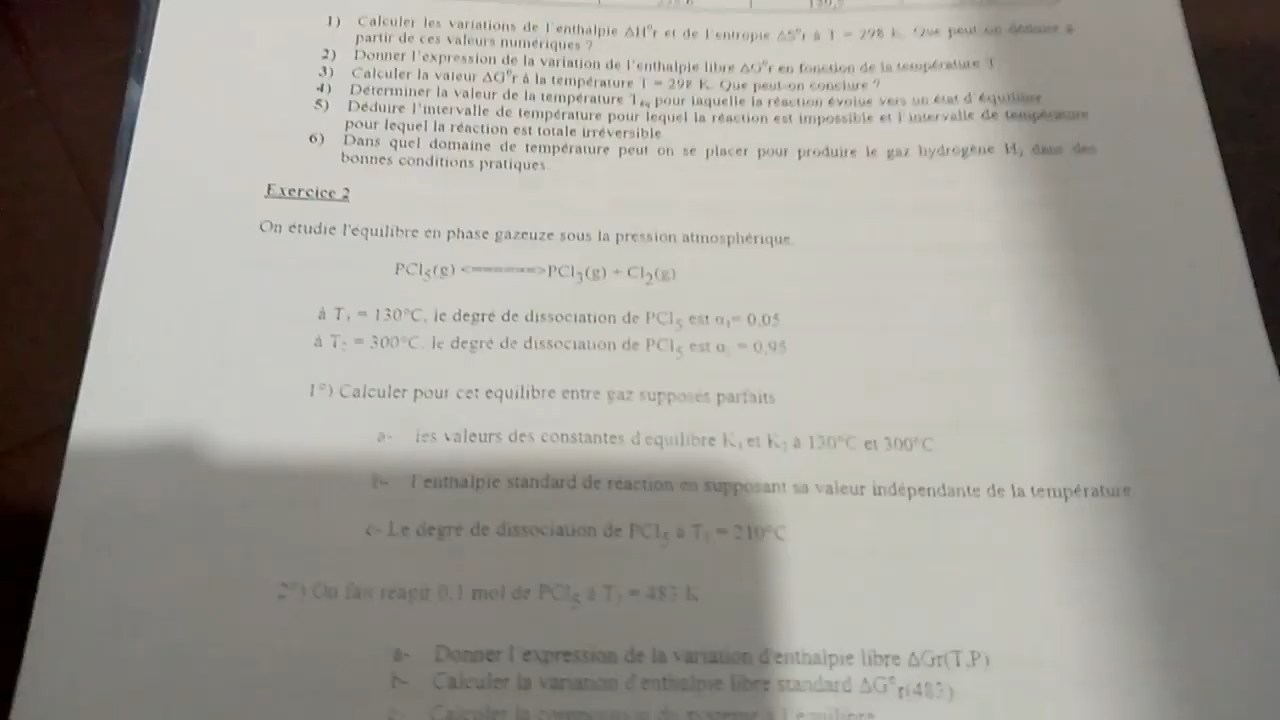 1) Calculer les variations de l'enthalpie ΔH°r et de l'entropie ΔS°r à T = 298 K. Que peut on déduire à
partir de ces valeurs numériques ?
2) Donner l'expression de la variation de l'enthalpie libre ΔG°r en fonction de la température T
3) Calculer la valeur ΔG°r à la température T = 298 K. Que peut-on conclure ?
4) Déterminer la valeur de la température Teq pour laquelle la réaction évolue vers un état d'équilibre
5) Déduire l'intervalle de température pour lequel la réaction est impossible et l'intervalle de température
pour lequel la réaction est totale irréversible
6) Dans quel domaine de température peut on se placer pour produire le gaz hydrogène H₂ dans des
bonnes conditions pratiques.
Exercice 2
On étudie l'equilibre en phase gazeuze sous la pression atmosphérique.
PCl₅(g) <======>PCl₃(g) + Cl₂(g)
à T₁ = 130°C, le degré de dissociation de PCl₅ est α₁= 0,05
à T₂ = 300°C. le degré de dissociation de PCl₅ est α = 0,95
1°) Calculer pour cet equilibre entre gaz supposés parfaits
a- les valeurs des constantes d'equilibre K₁ et K₂ à 130°C et 300°C
b- l'enthalpie standard de réaction en supposant sa valeur indépendante de la température
c- Le degré de dissociation de PCl₅ à T₃ = 210°C
2°) On fait réagir 0,1 mol de PCl₅ à T₃ = 483 K
a- Donner l'expression de la variation d'enthalpie libre ΔGr(T,P)
b- Calculer la variation d'enthalpie libre standard ΔG°r(483)
c- Calculer la composition du système à l'équilibre